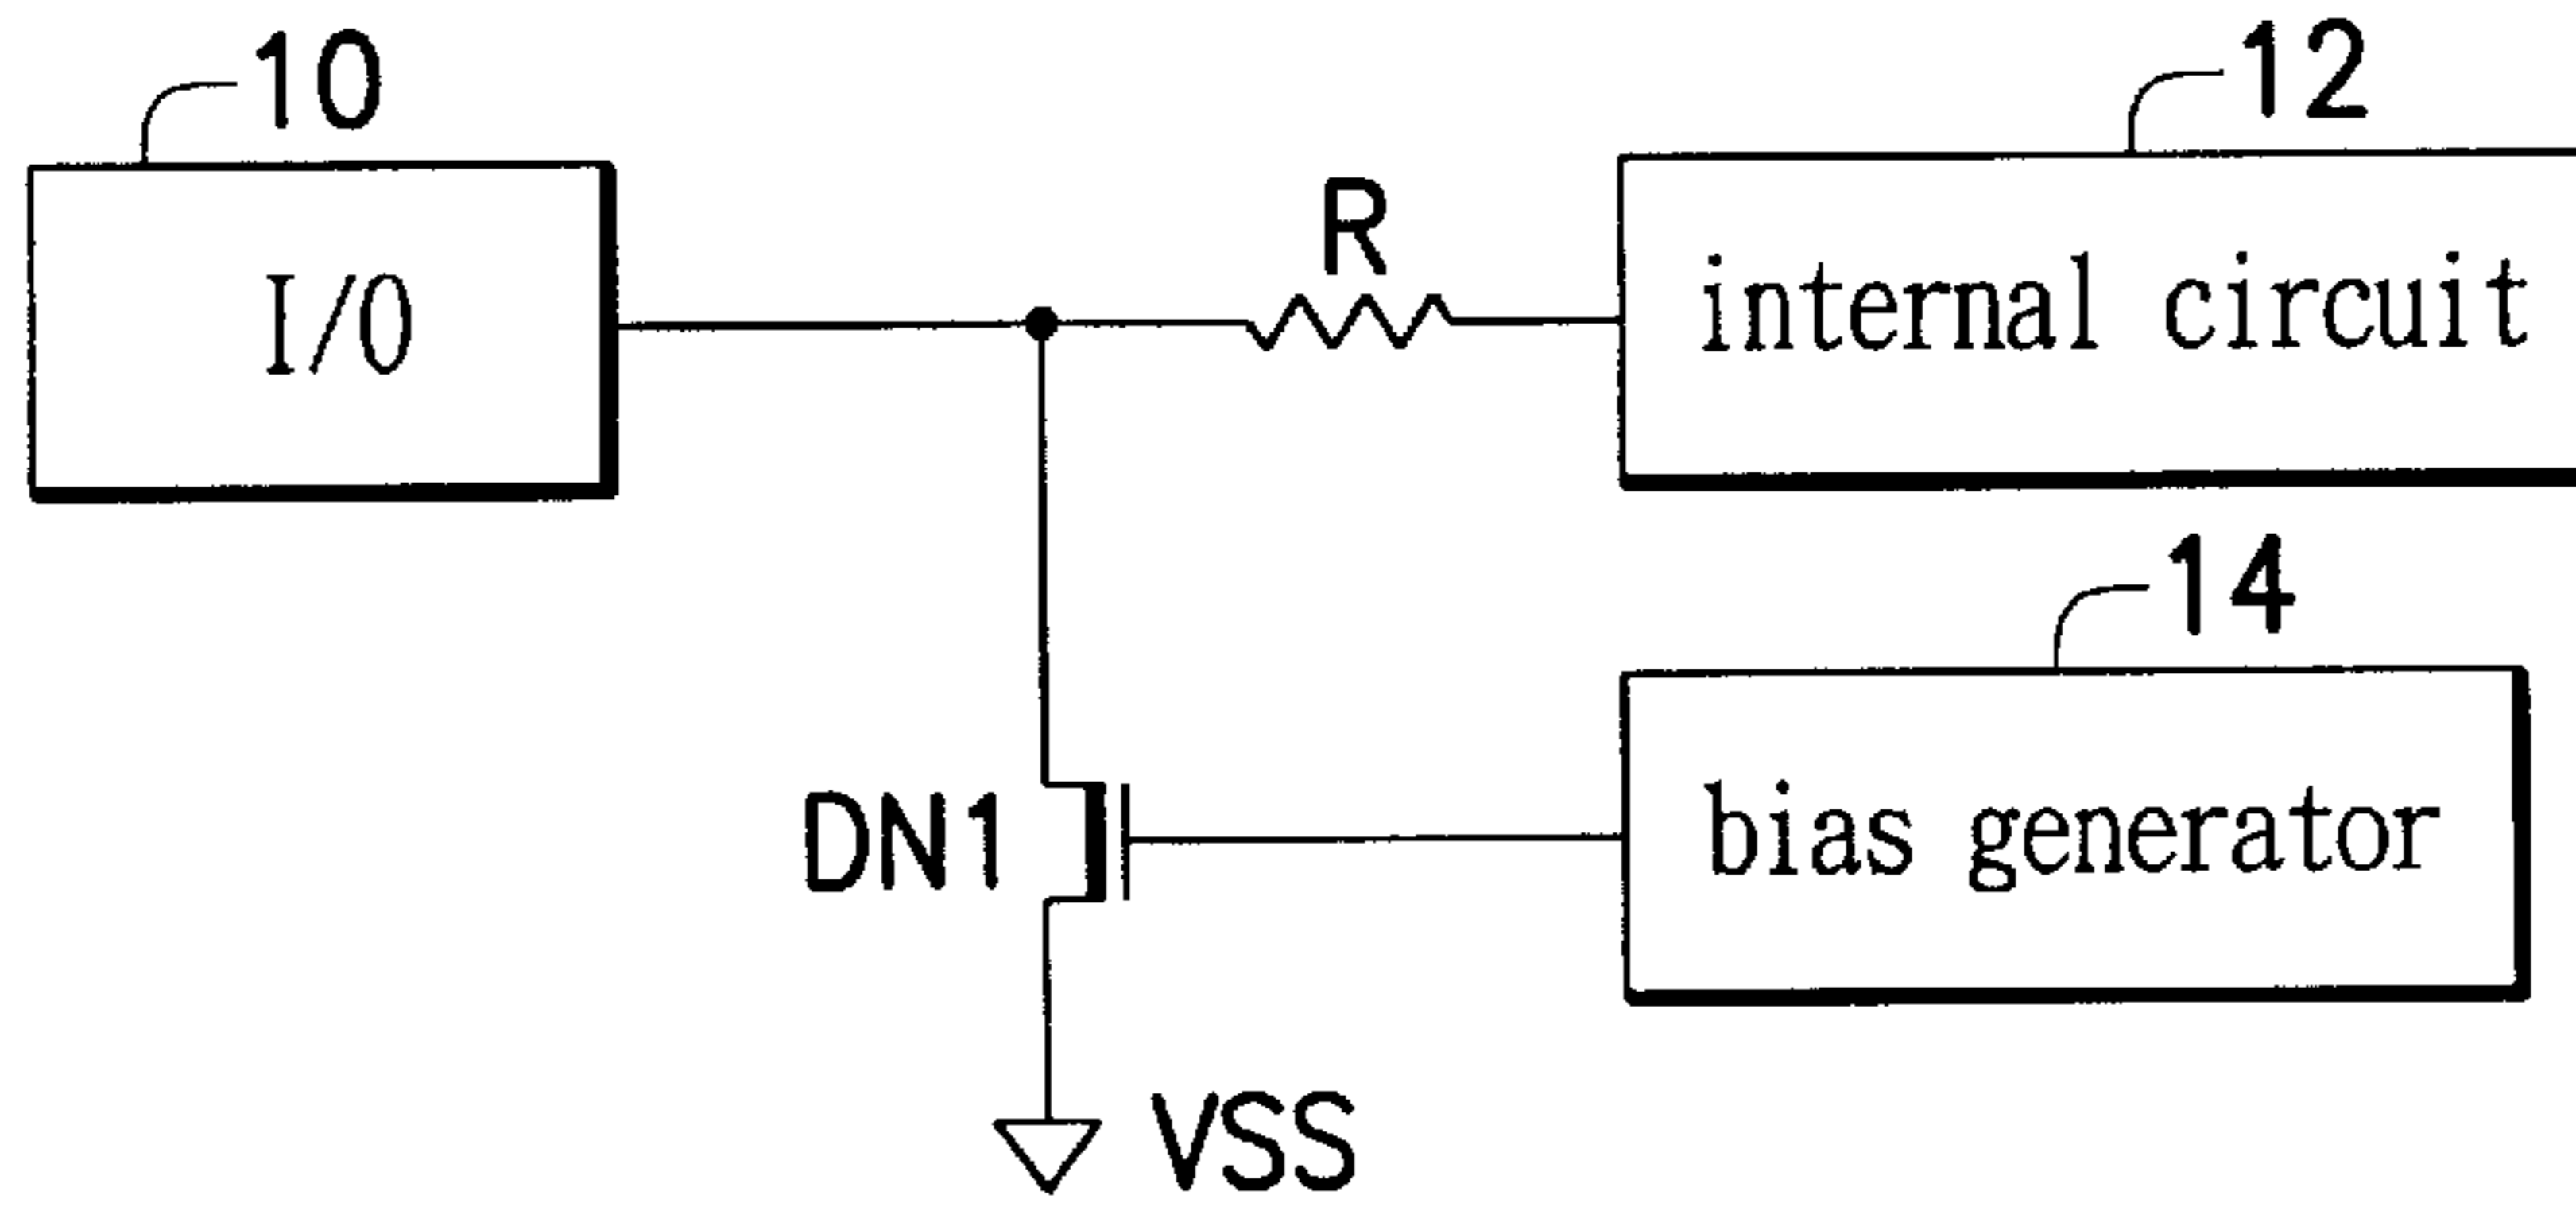 10
12
R
I/O
internal circuit
14
DN1
bias generator
VSS